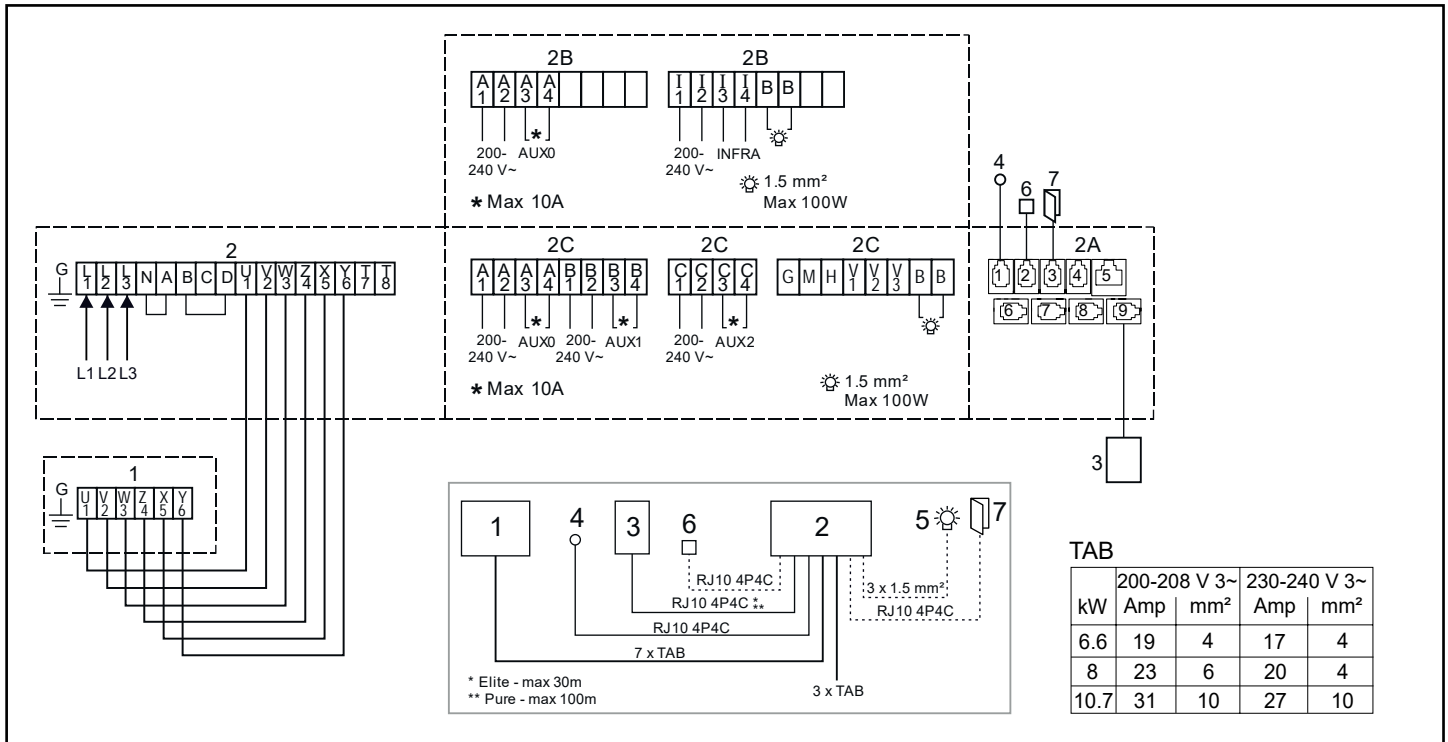 2B 2B
A1 A2 A3 A4
I1 I2 I3 I4 B B
200-240 V~ * AUX0
200-240 V~ INFRA
* Max 10A
1.5 mm²
Max 100W
4 6 7
2 2C 2C 2C 2A
G L1 L2 L3 N A B C D U1 V2 W3 Z4 X5 Y6 T7 T8
A1 A2 A3 A4 B1 B2 B3 B4
C1 C2 C3 C4
G M H V1 V2 V3 B B
1 2 3 4 5
6 7 8 9
200-240 V~ * AUX0 200-240 V~ * AUX1
200-240 V~ * AUX2
L1 L2 L3
* Max 10A
1.5 mm²
Max 100W
3
1
G U1 V2 W3 Z4 X5 Y6
1 4 3 6 2 5 7
RJ10 4P4C
3 x 1.5 mm²
RJ10 4P4C * **
RJ10 4P4C
RJ10 4P4C
7 x TAB
3 x TAB
* Elite - max 30m
** Pure - max 100m
TAB
200-208 V 3~ 230-240 V 3~
kW Amp mm² Amp mm²
6.6 19 4 17 4
8 23 6 20 4
10.7 31 10 27 10